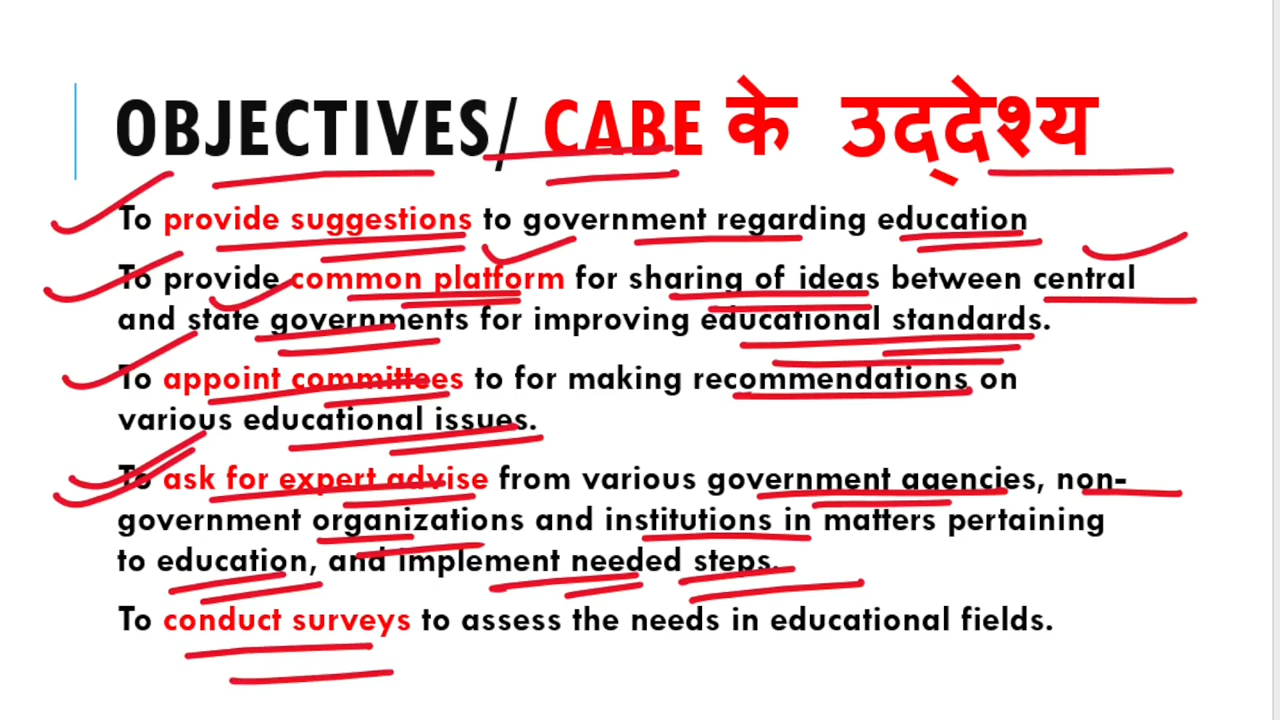 OBJECTIVES/ CABE के उद्देश्य
To provide suggestions to government regarding education
To provide common platform for sharing of ideas between central
and state governments for improving educational standards.
To appoint committees to for making recommendations on
various educational issues.
To ask for expert advise from various government agencies, non-
government organizations and institutions in matters pertaining
to education, and implement needed steps.
To conduct surveys to assess the needs in educational fields.